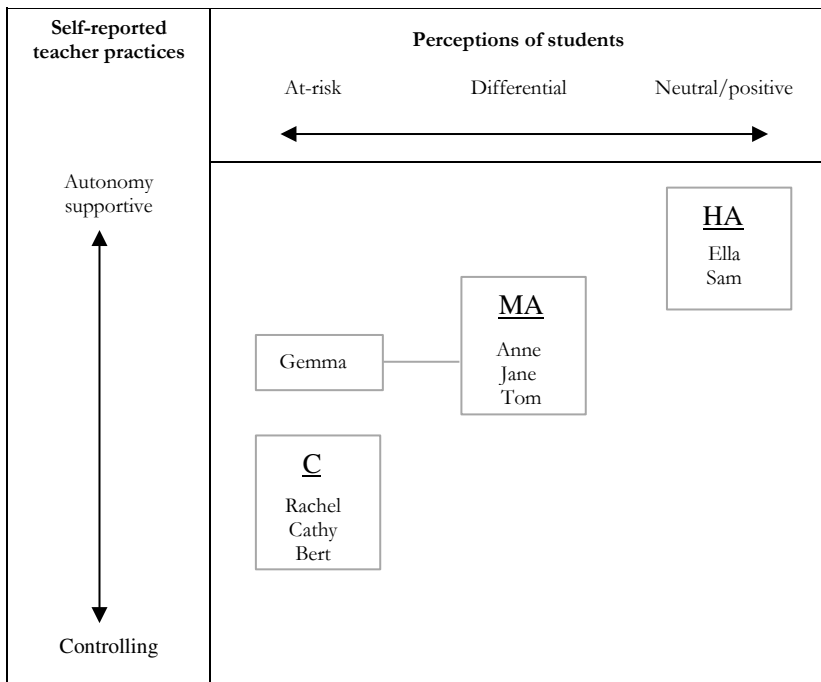 Self-reported
teacher practices
Perceptions of students
At-risk
Differential
Neutral/positive
Autonomy
supportive
HA
Ella
Sam
MA
Anne
Jane
Tom
Gemma
C
Rachel
Cathy
Bert
Controlling